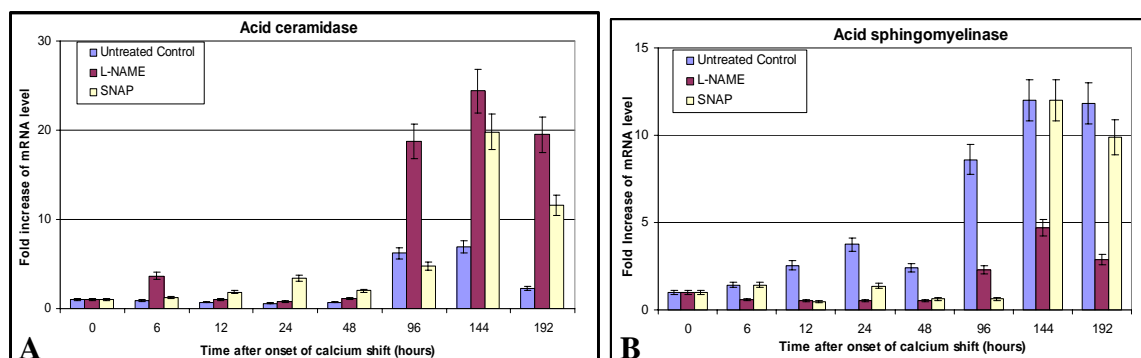 Acid ceramidase
30
20
10
0
Fold increase of mRNA level
Untreated Control
L-NAME
SNAP
0 6 12 24 48 96 144 192
Time after onset of calcium shift (hours)
A
Acid sphingomyelinase
15
10
5
0
Fold Increase of mRNA level
Untreated Control
L-NAME
SNAP
0 6 12 24 48 96 144 192
Time after onset of calcium shift (hours)
B